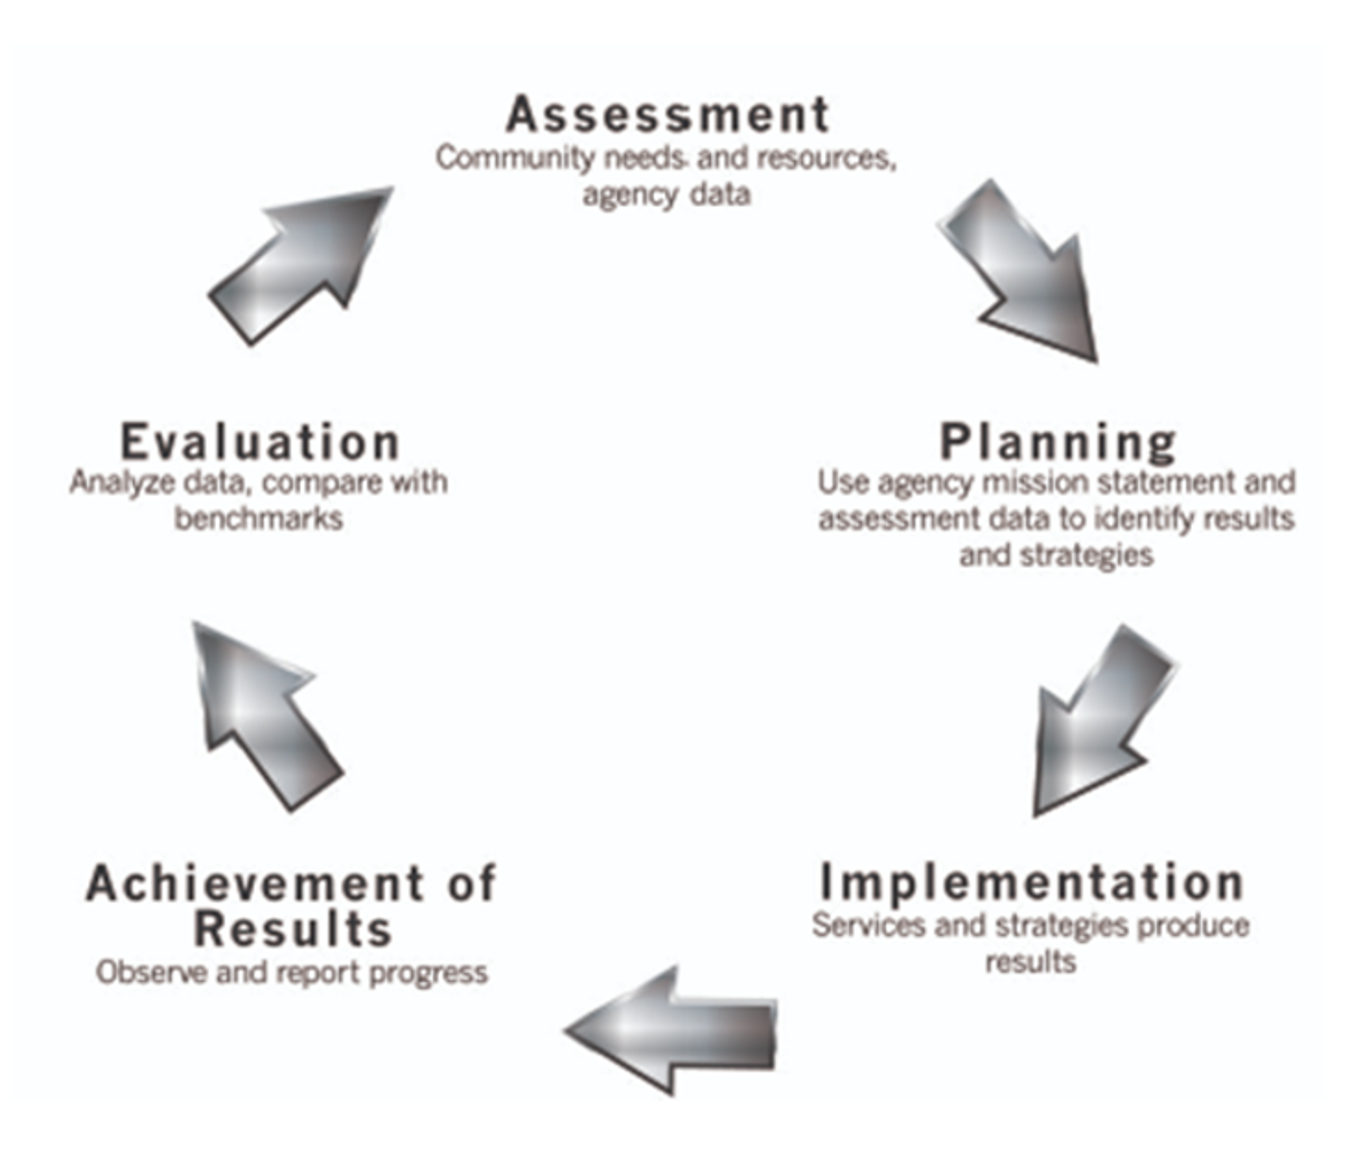 Assessment
Community needs and resources,
agency data
Planning
Use agency mission statement and
assessment data to identify results
and strategies
Implementation
Services and strategies produce
results
Achievement of
Results
Observe and report progress
Evaluation
Analyze data, compare with
benchmarks